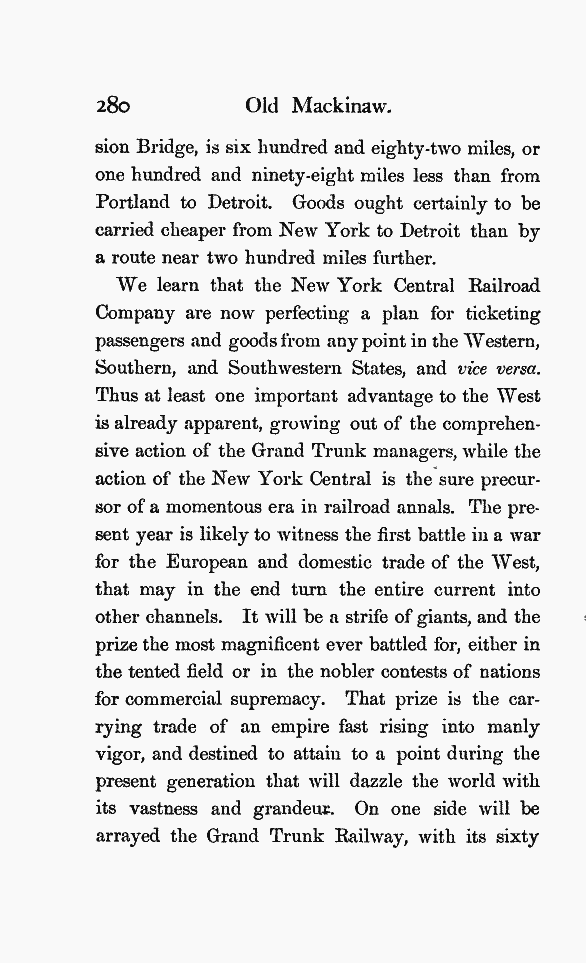 280 Old Mackinaw.
sion Bridge, is six hundred and eighty-two miles, or
one hundred and ninety-eight miles less than from
Portland to Detroit. Goods ought certainly to be
carried cheaper from New York to Detroit than by
a route near two hundred miles further.
We learn that the New York Central Railroad
Company are now perfecting a plan for ticketing
passengers and goods from any point in the Western,
Southern, and Southwestern States, and vice versa.
Thus at least one important advantage to the West
is already apparent, growing out of the comprehen-
sive action of the Grand Trunk managers, while the
action of the New York Central is the sure precur-
sor of a momentous era in railroad annals. The pre-
sent year is likely to witness the first battle in a war
for the European and domestic trade of the West,
that may in the end turn the entire current into
other channels. It will be a strife of giants, and the
prize the most magnificent ever battled for, either in
the tented field or in the nobler contests of nations
for commercial supremacy. That prize is the car-
rying trade of an empire fast rising into manly
vigor, and destined to attain to a point during the
present generation that will dazzle the world with
its vastness and grandeur. On one side will be
arrayed the Grand Trunk Railway, with its sixty